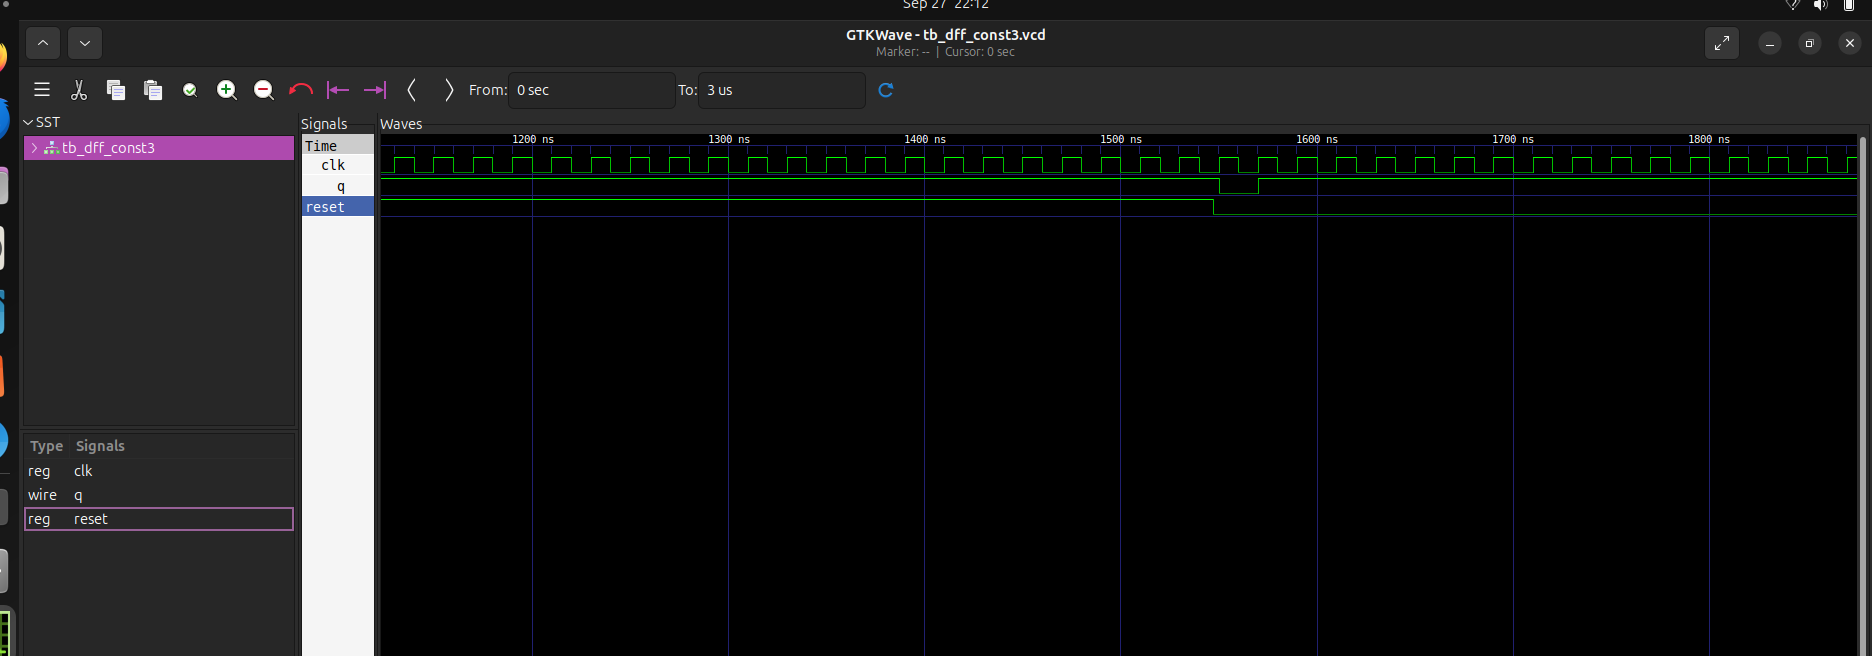 Sep 27 22:12
GTKWave - tb_dff_const3.vcd
Marker: -- | Cursor: 0 sec
From: 0 sec To: 3 us
SST
tb_dff_const3
Type Signals
reg clk
wire q
reg reset
Signals
Time
clk
q
reset
Waves
1200 ns 1300 ns 1400 ns 1500 ns 1600 ns 1700 ns 1800 ns